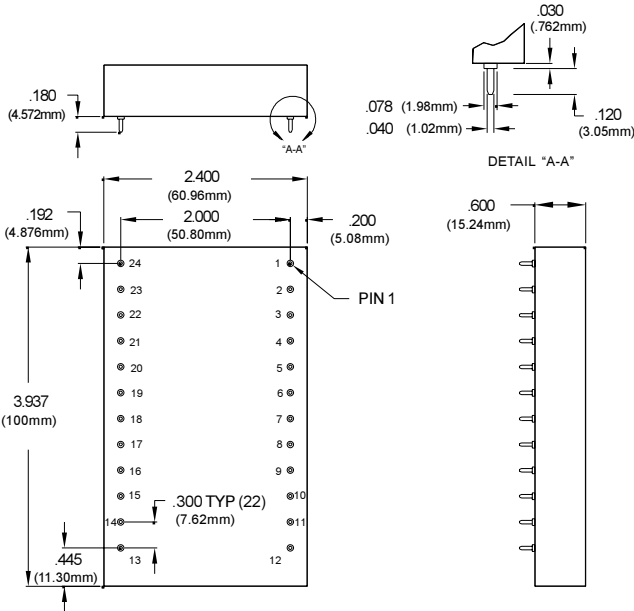 .030
(.762mm)
.180
(4.572mm)
.078 (1.98mm)
.040 (1.02mm)
.120
(3.05mm)
"A-A"
DETAIL "A-A"
2.400
(60.96mm)
.192
(4.876mm)
2.000
(50.80mm)
.200
(5.08mm)
.600
(15.24mm)
24 1
PIN 1
23 2
22 3
21 4
20 5
19 6
3.937
(100mm)
18 7
17 8
16 9
15 10
.300 TYP (22)
(7.62mm)
14 11
.445
(11.30mm)
13 12